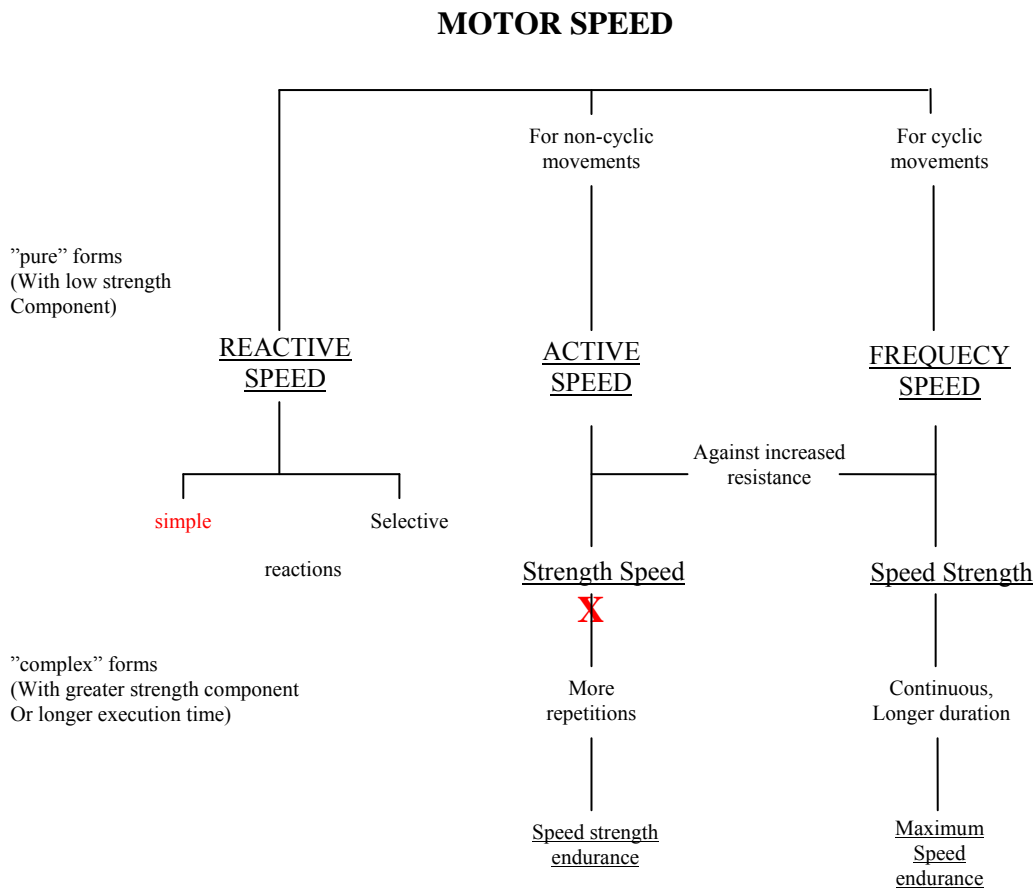 MOTOR SPEED
For non-cyclic
movements
For cyclic
movements
”pure” forms
(With low strength
Component)
REACTIVE
SPEED
ACTIVE
SPEED
FREQUECY
SPEED
Against increased
resistance
simple
Selective
reactions
Strength Speed
Speed Strength
X
”complex” forms
(With greater strength component
Or longer execution time)
More
repetitions
Continuous,
Longer duration
Speed strength
endurance
Maximum
Speed
endurance